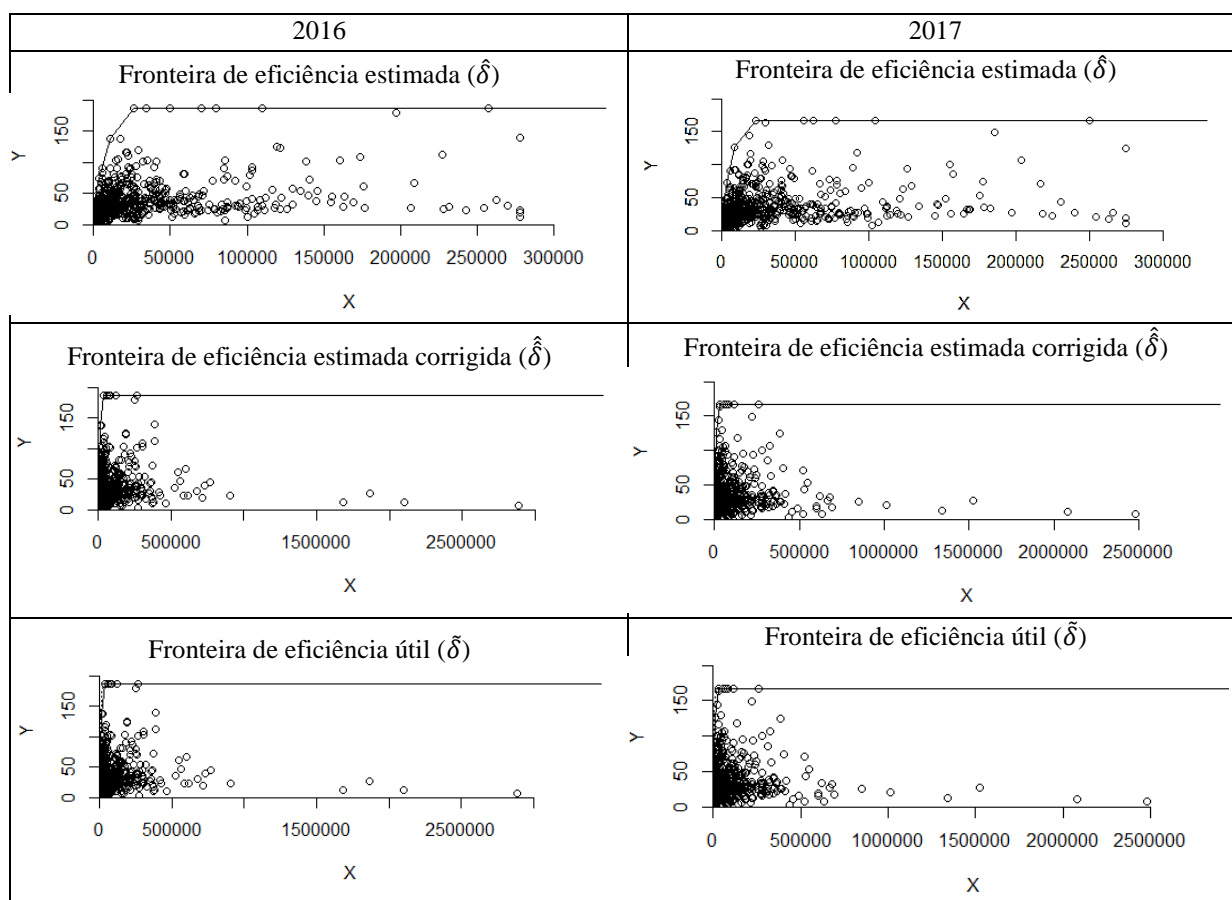 2016
2017
Fronteira de eficiência estimada (δ̂)
150
50
0
Y
0 50000 100000 150000 200000 250000 300000
X
Fronteira de eficiência estimada (δ̂)
150
50
0
Y
0 50000 100000 150000 200000 250000 300000
X
Fronteira de eficiência estimada corrigida (δ̂̂)
150
50
0
Y
0 500000 1500000 2500000
X
Fronteira de eficiência estimada corrigida (δ̂̂)
150
50
0
Y
0 500000 1000000 1500000 2000000 2500000
X
Fronteira de eficiência útil (δ̃)
150
50
0
Y
0 500000 1500000 2500000
X
Fronteira de eficiência útil (δ̃)
150
50
0
Y
0 500000 1000000 1500000 2000000 2500000
X